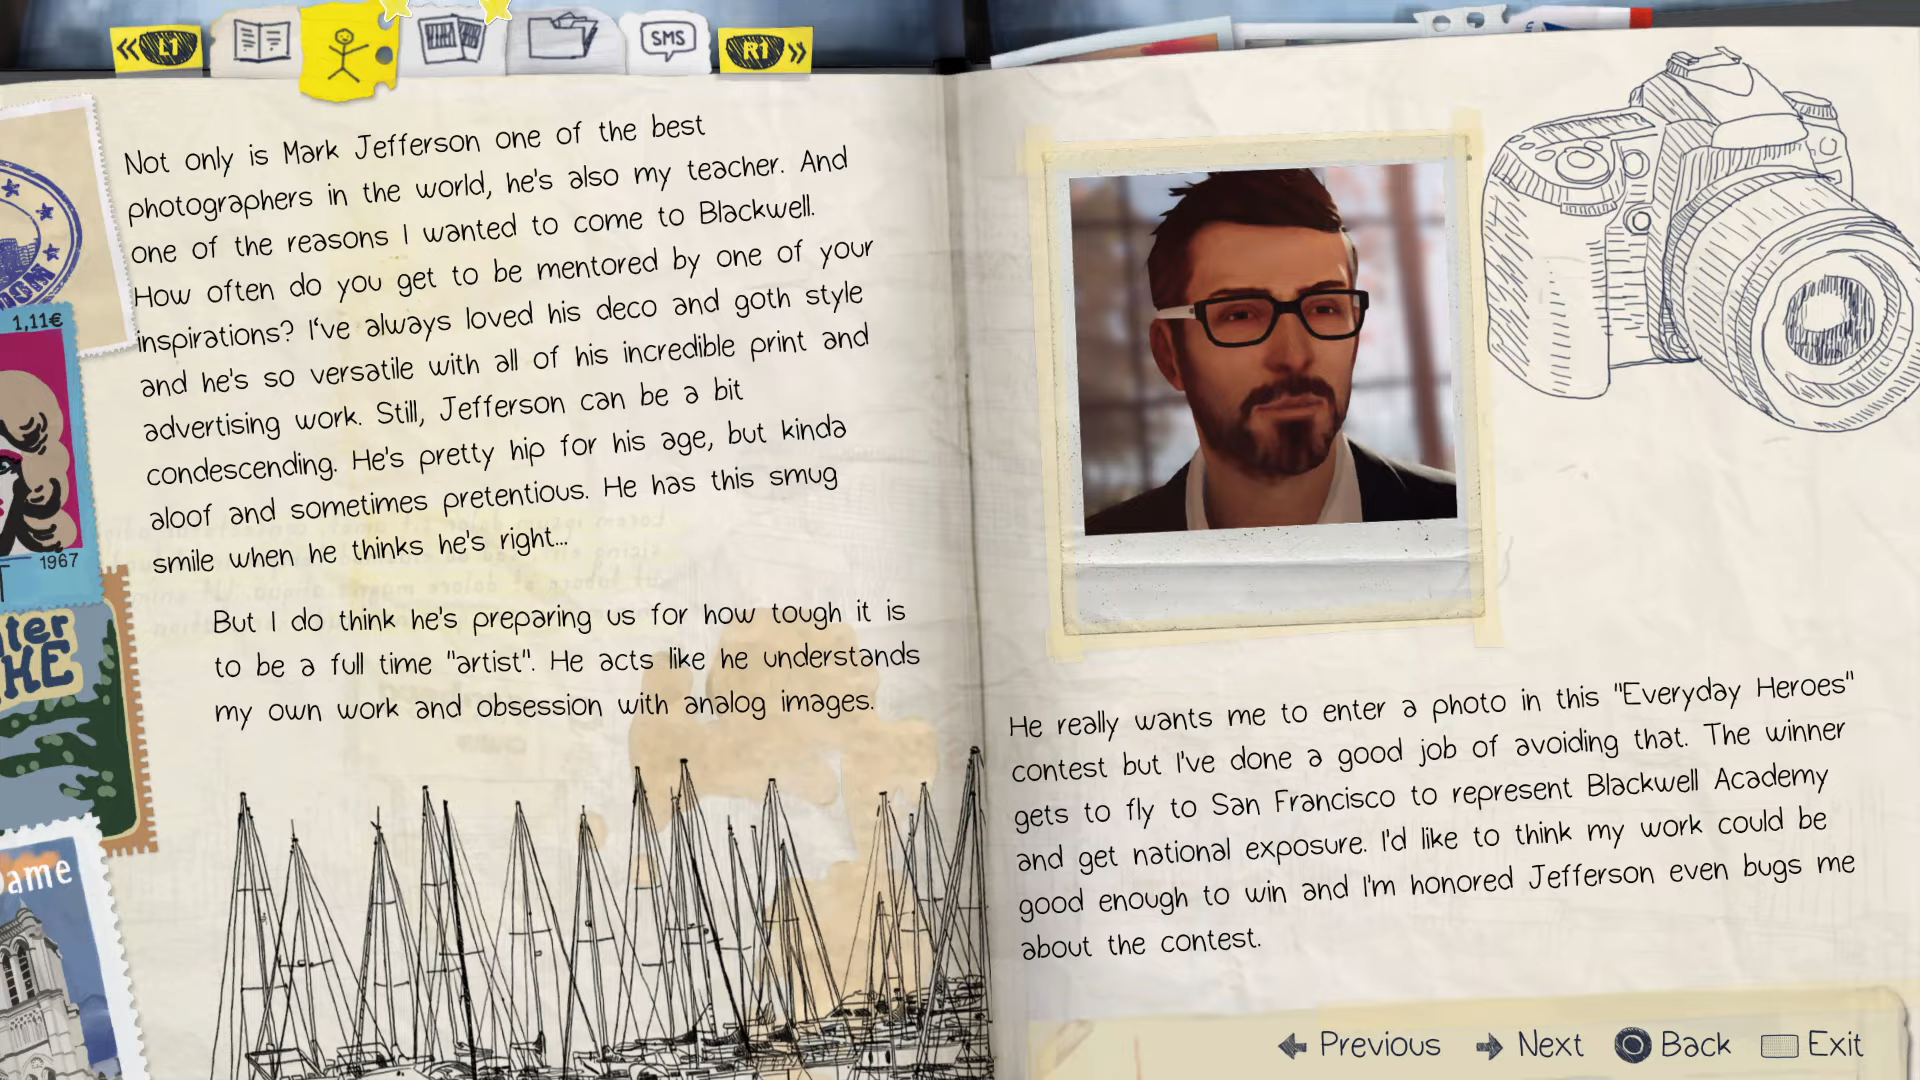 L1
SMS
R1
Not only is Mark Jefferson one of the best
photographers in the world, he's also my teacher. And
one of the reasons I wanted to come to Blackwell.
How often do you get to be mentored by one of your
inspirations? I've always loved his deco and goth style
and he's so versatile with all of his incredible print and
advertising work. Still, Jefferson can be a bit
condescending. He's pretty hip for his age, but kinda
aloof and sometimes pretentious. He has this smug
smile when he thinks he's right...
But I do think he's preparing us for how tough it is
to be a full time "artist". He acts like he understands
my own work and obsession with analog images.
1,11€
1967
He really wants me to enter a photo in this "Everyday Heroes"
contest but I've done a good job of avoiding that. The winner
gets to fly to San Francisco to represent Blackwell Academy
and get national exposure. I'd like to think my work could be
good enough to win and I'm honored Jefferson even bugs me
about the contest.
Previous
Next
Back
Exit